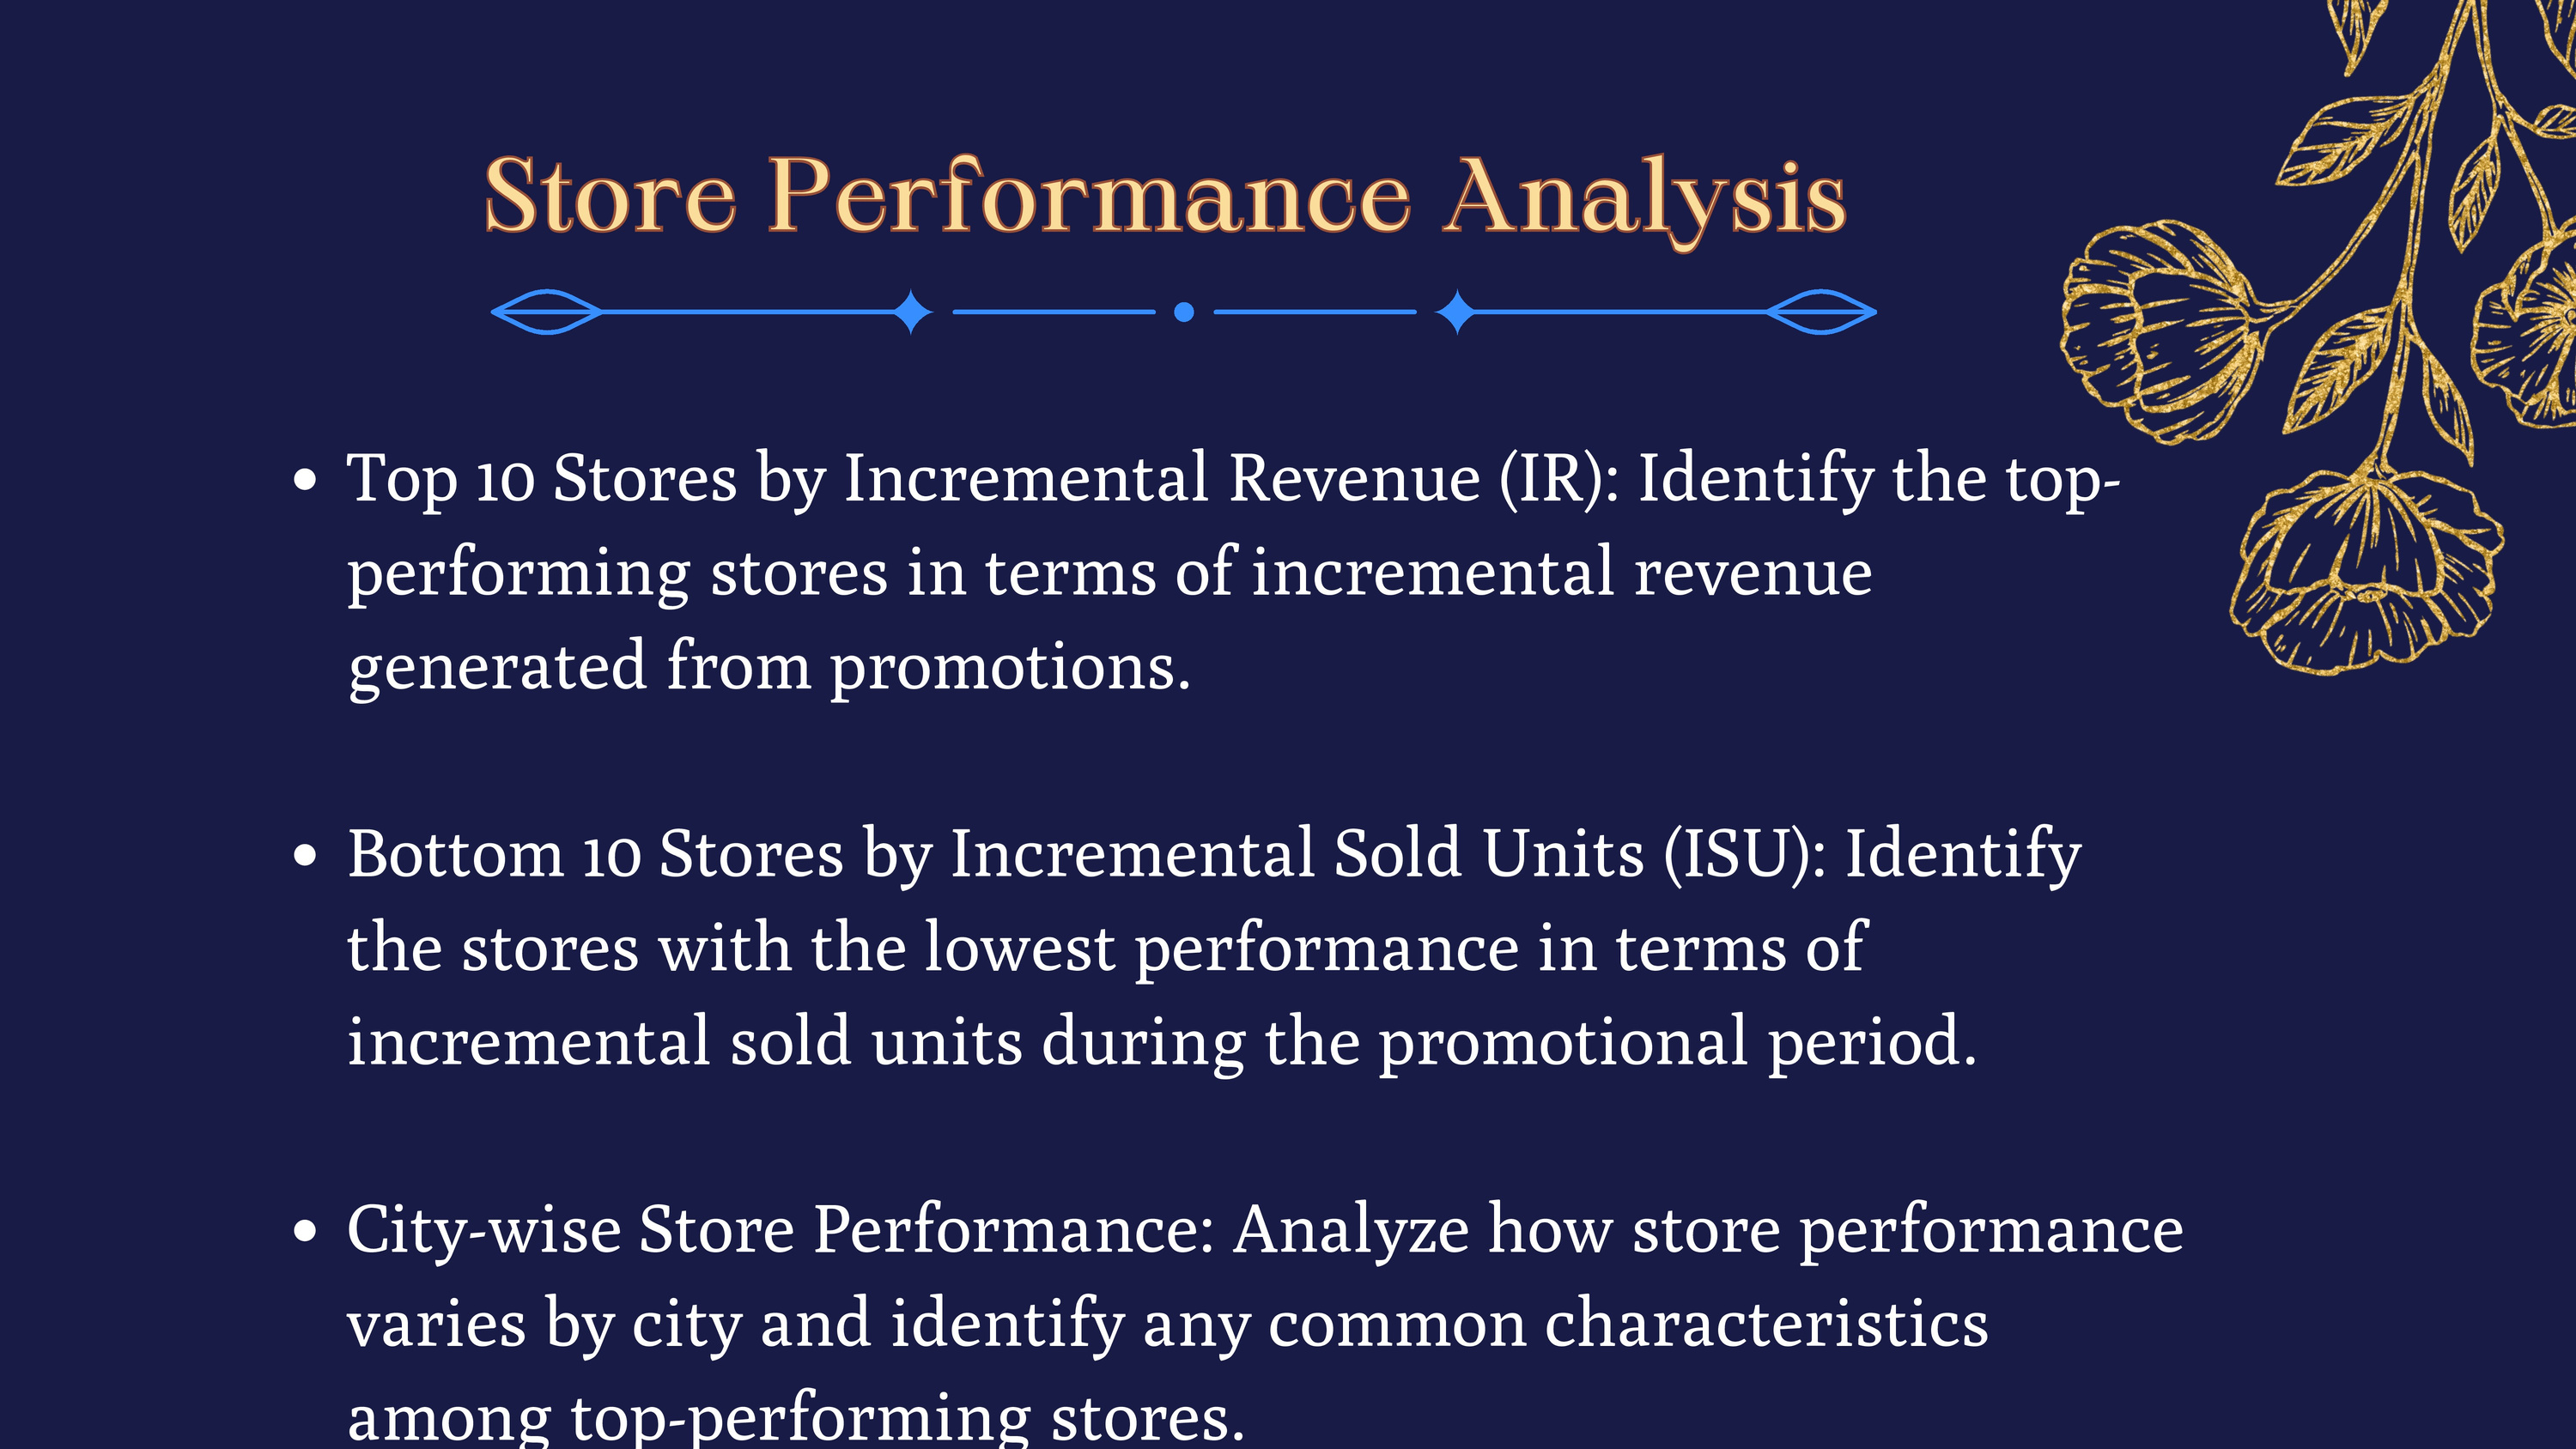 Store Performance Analysis
• Top 10 Stores by Incremental Revenue (IR): Identify the top-
performing stores in terms of incremental revenue
generated from promotions.
• Bottom 10 Stores by Incremental Sold Units (ISU): Identify
the stores with the lowest performance in terms of
incremental sold units during the promotional period.
• City-wise Store Performance: Analyze how store performance
varies by city and identify any common characteristics
among top-performing stores.